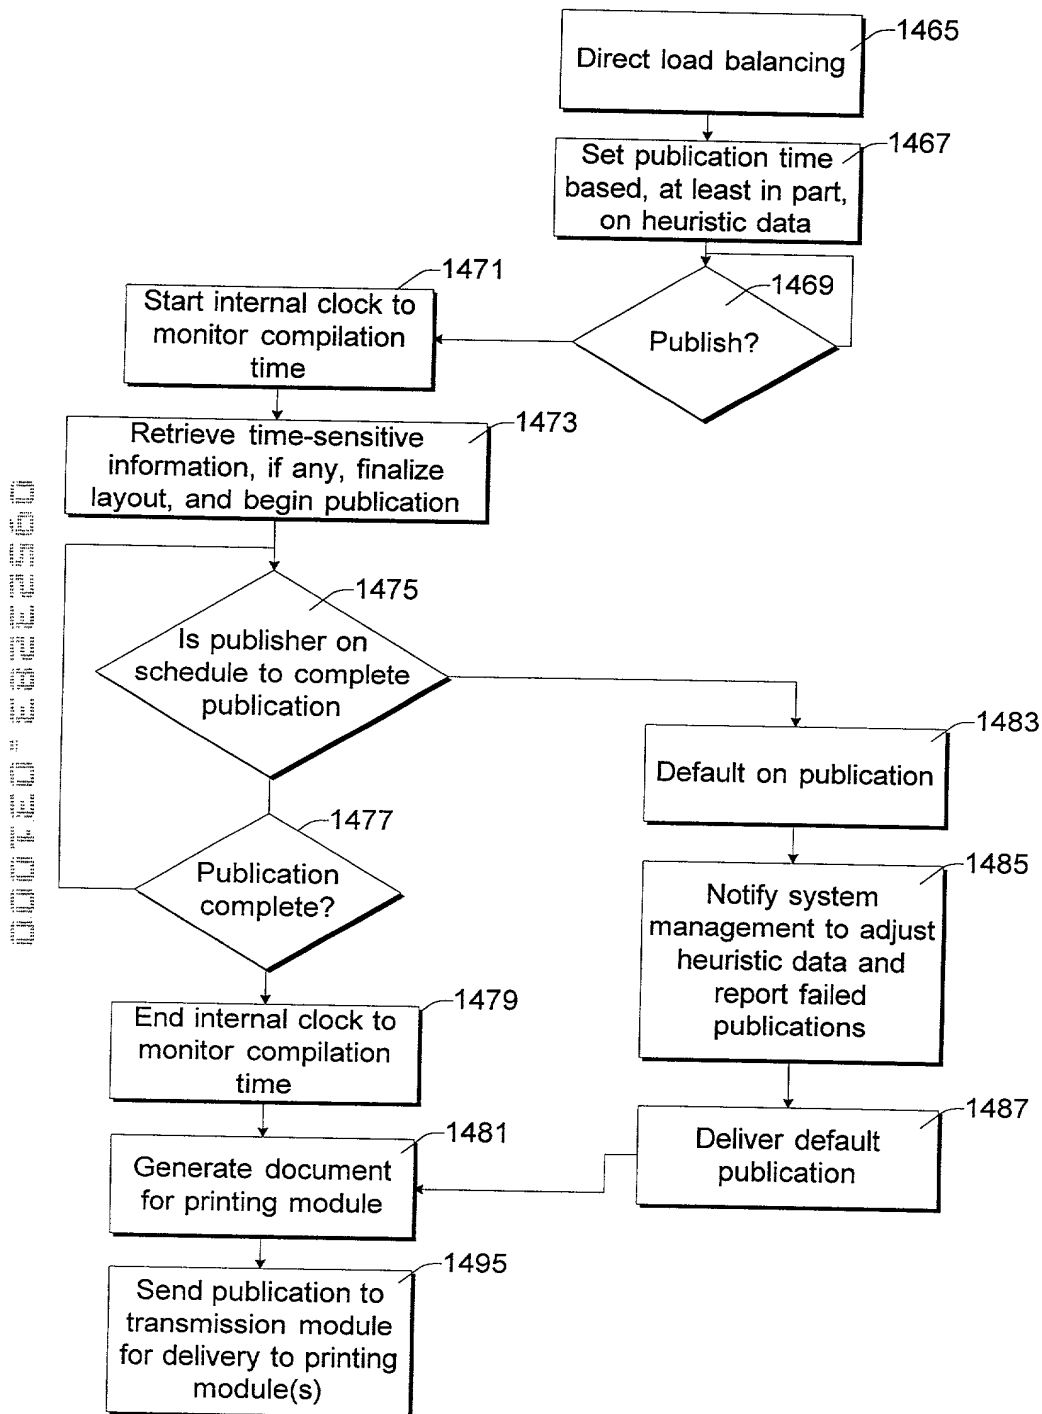 1465
Direct load balancing
1467
Set publication time
based, at least in part,
on heuristic data
1469
Publish?
1471
Start internal clock to
monitor compilation
time
1473
Retrieve time-sensitive
information, if any, finalize
layout, and begin publication
1475
Is publisher on
schedule to complete
publication
1477
Publication
complete?
1479
End internal clock to
monitor compilation
time
1481
Generate document
for printing module
1495
Send publication to
transmission module
for delivery to printing
module(s)
1483
Default on publication
1485
Notify system
management to adjust
heuristic data and
report failed
publications
1487
Deliver default
publication